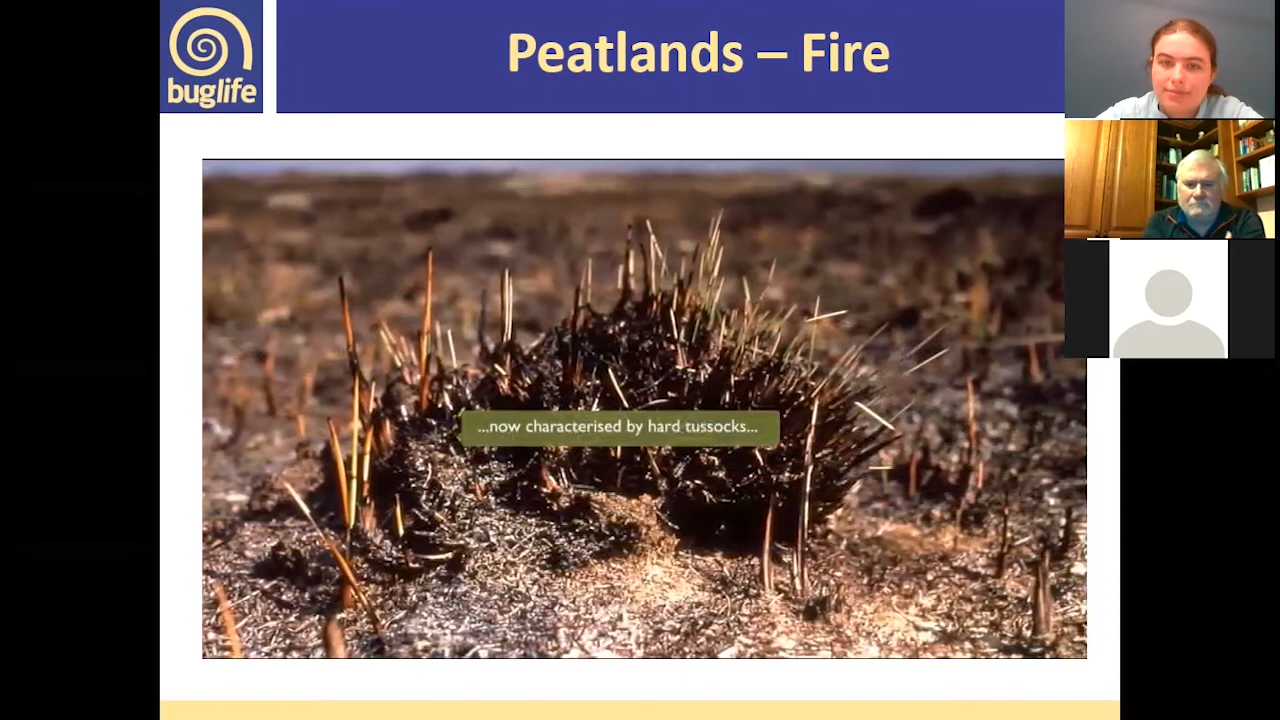 buglife
Peatlands – Fire
...now characterised by hard tussocks...